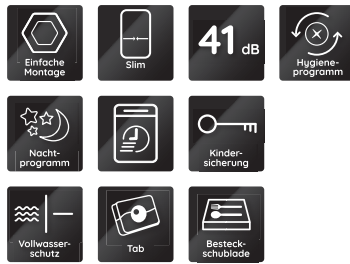 Einfache
Montage
Slim
41 dB
Hygiene-
programm
Nacht-
programm
Kinder-
sicherung
Vollwasser-
schutz
Tab
Besteck-
schublade